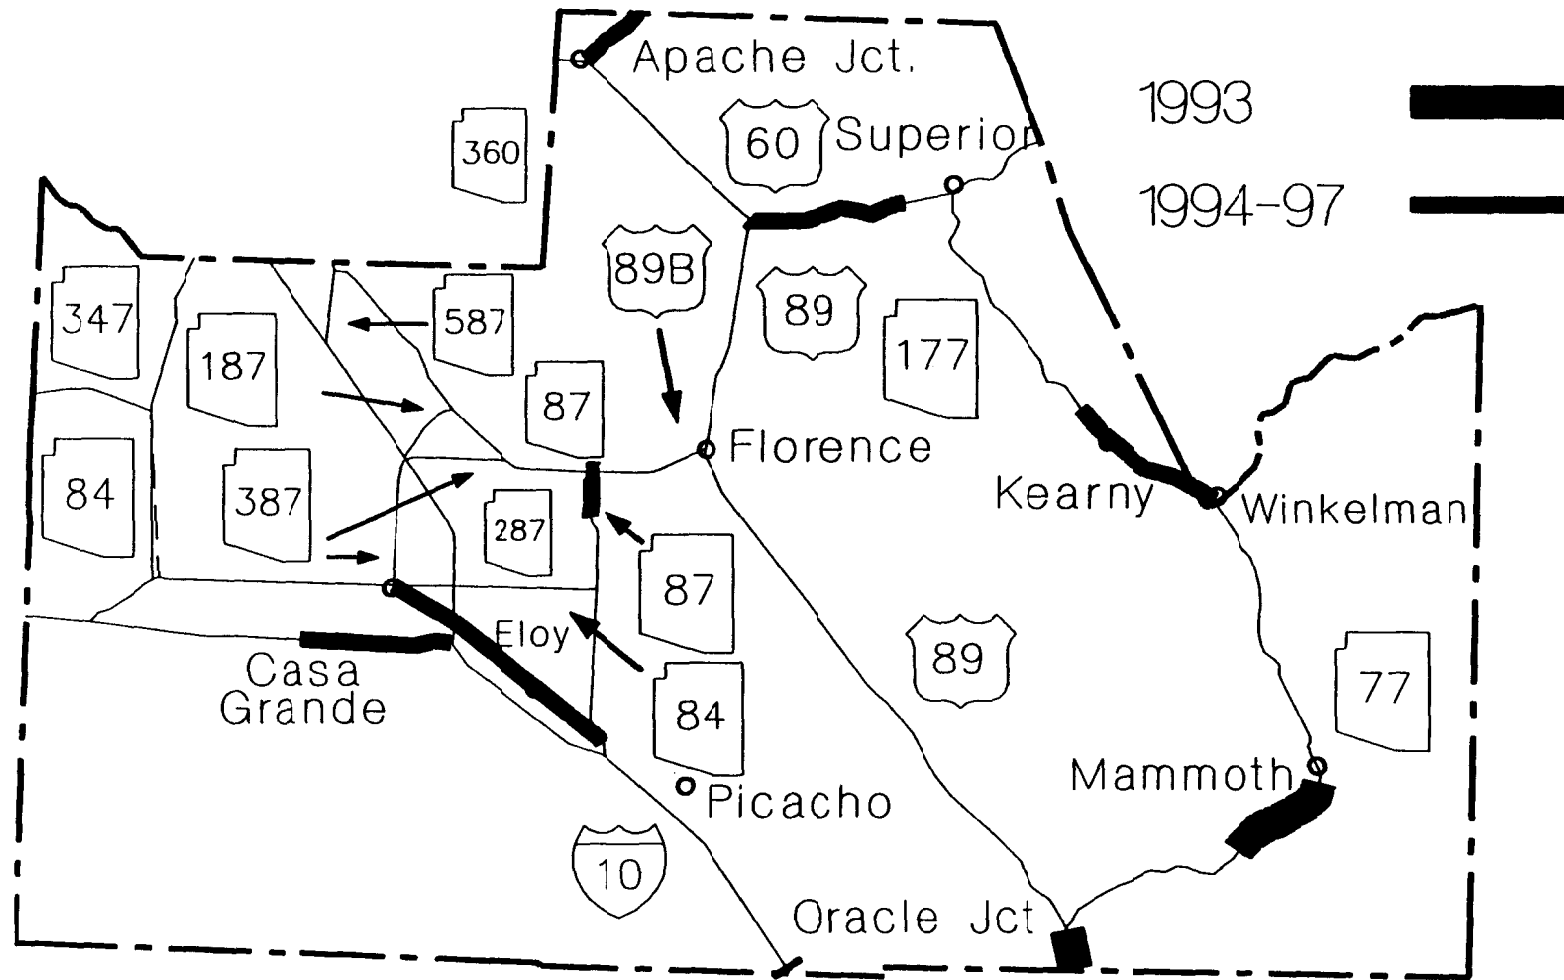 Apache Jct.
1993
360
60
Superior
1994-97
89B
347
587
89
187
177
87
Florence
84
387
Kearny
Winkelman
287
87
Eloy
89
Casa
Grande
84
77
Mammoth
Picacho
10
Oracle Jct